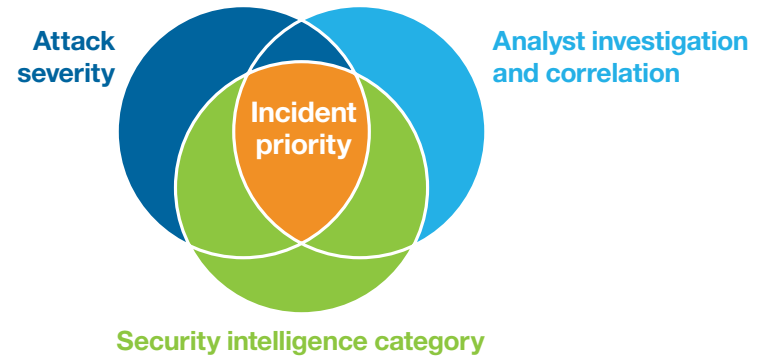 Attack
severity
Analyst investigation
and correlation
Incident
priority
Security intelligence category